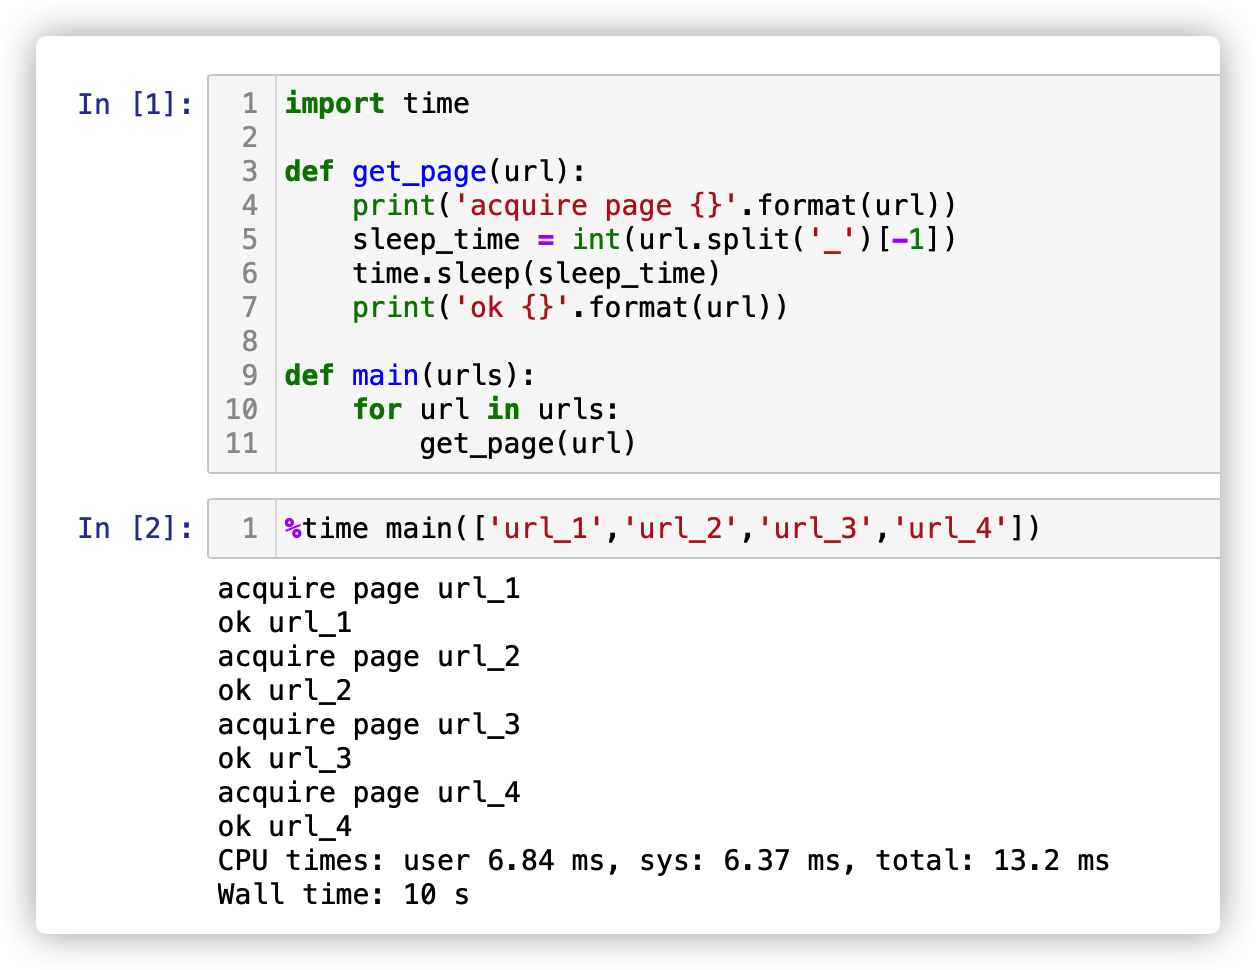 In [1]:
1 import time
2
3 def get_page(url):
4     print('acquire page {}'.format(url))
5     sleep_time = int(url.split('_')[-1])
6     time.sleep(sleep_time)
7     print('ok {}'.format(url))
8
9 def main(urls):
10     for url in urls:
11         get_page(url)
In [2]:
1 %time main(['url_1','url_2','url_3','url_4'])
acquire page url_1
ok url_1
acquire page url_2
ok url_2
acquire page url_3
ok url_3
acquire page url_4
ok url_4
CPU times: user 6.84 ms, sys: 6.37 ms, total: 13.2 ms
Wall time: 10 s